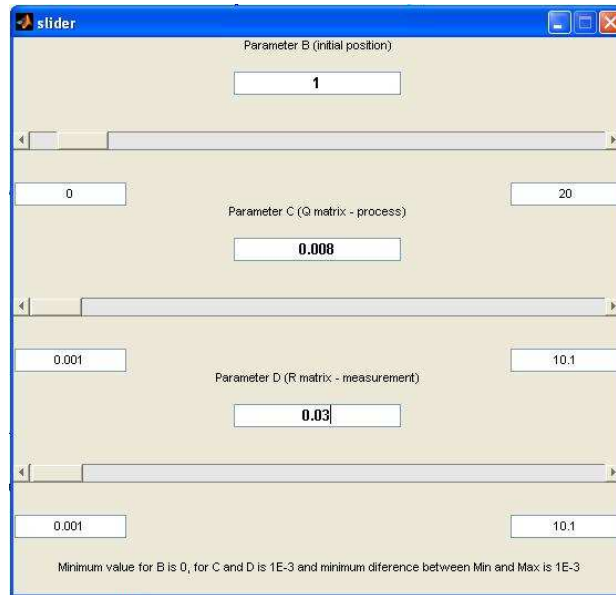 slider
Parameter B (initial position)
1
0
20
Parameter C (Q matrix - process)
0.008
0.001
10.1
Parameter D (R matrix - measurement)
0.03
0.001
10.1
Minimum value for B is 0, for C and D is 1E-3 and minimum diference between Min and Max is 1E-3